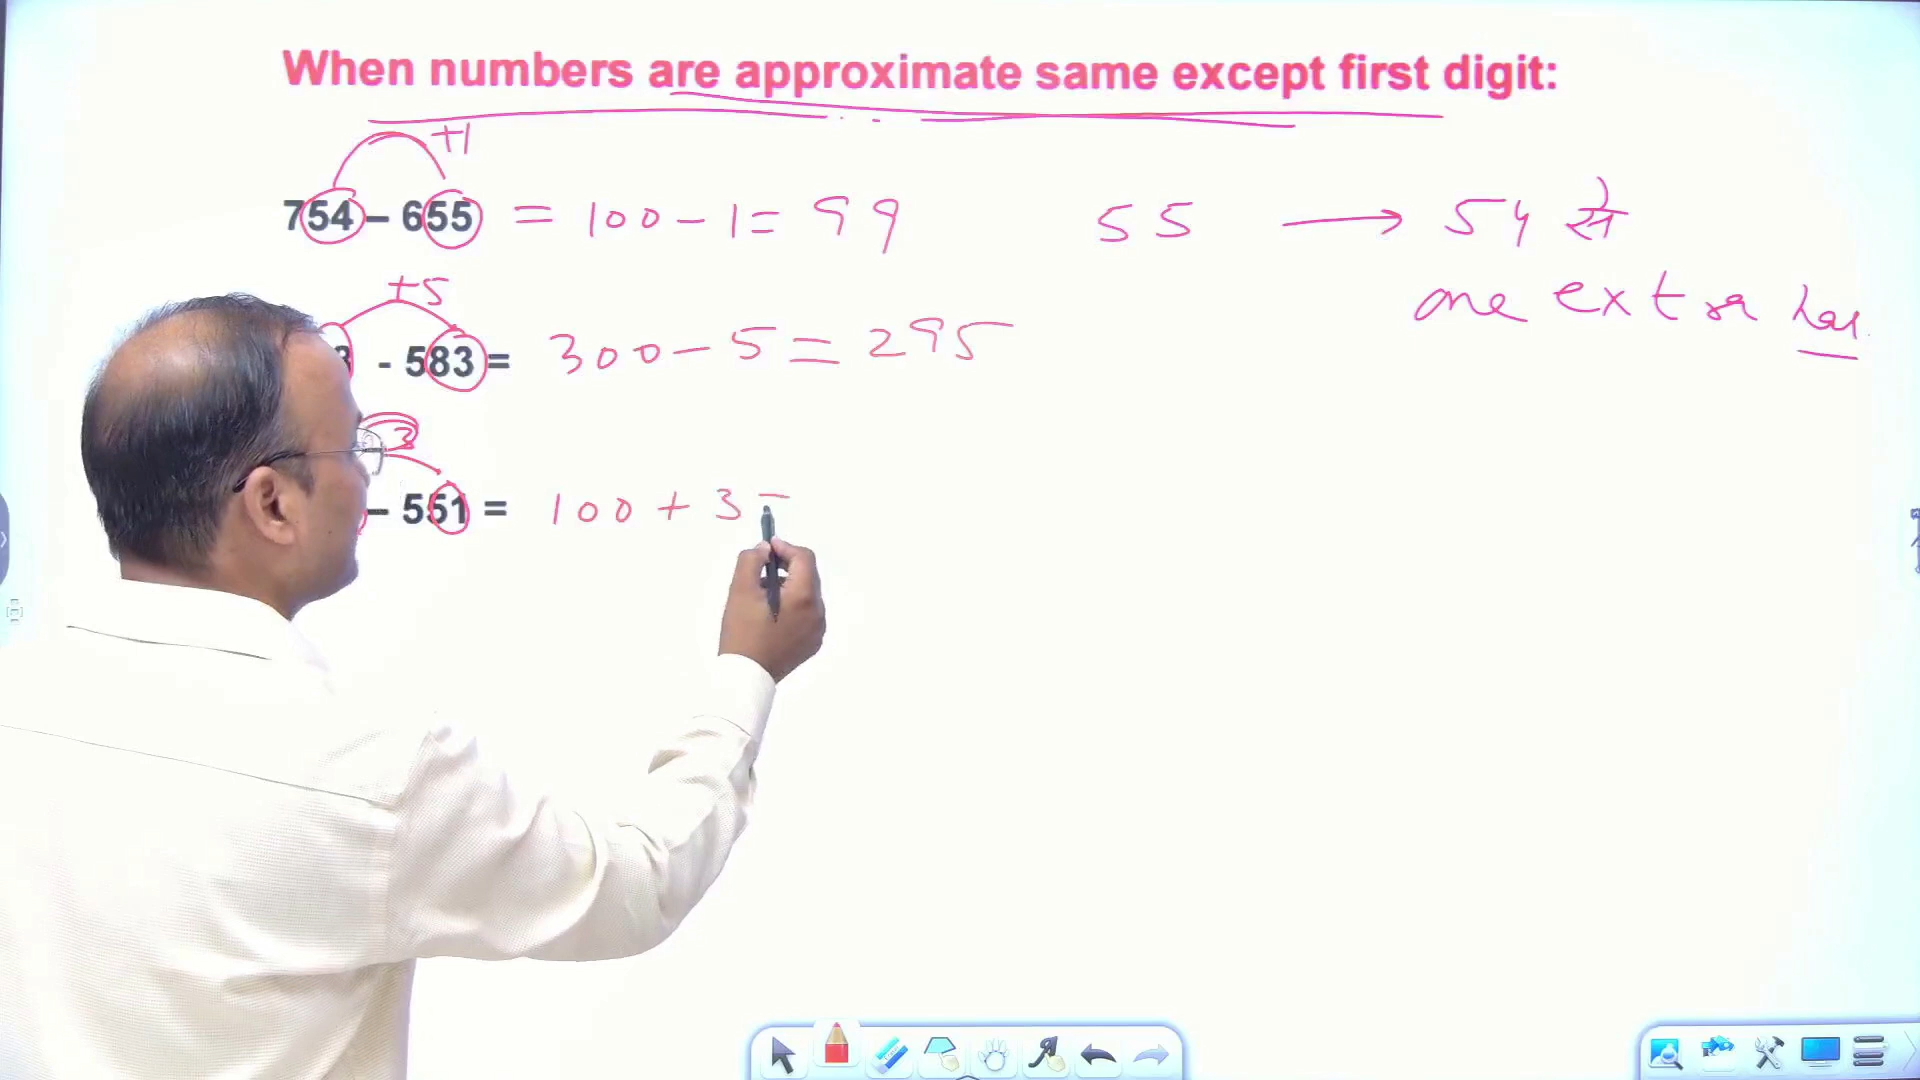 When numbers are approximate same except first digit:
+1
754 – 655 = 100 - 1 = 99
55 → 54 से
one extra है।
+5
- 583 = 300 - 5 = 295
3
– 551 = 100 + 3